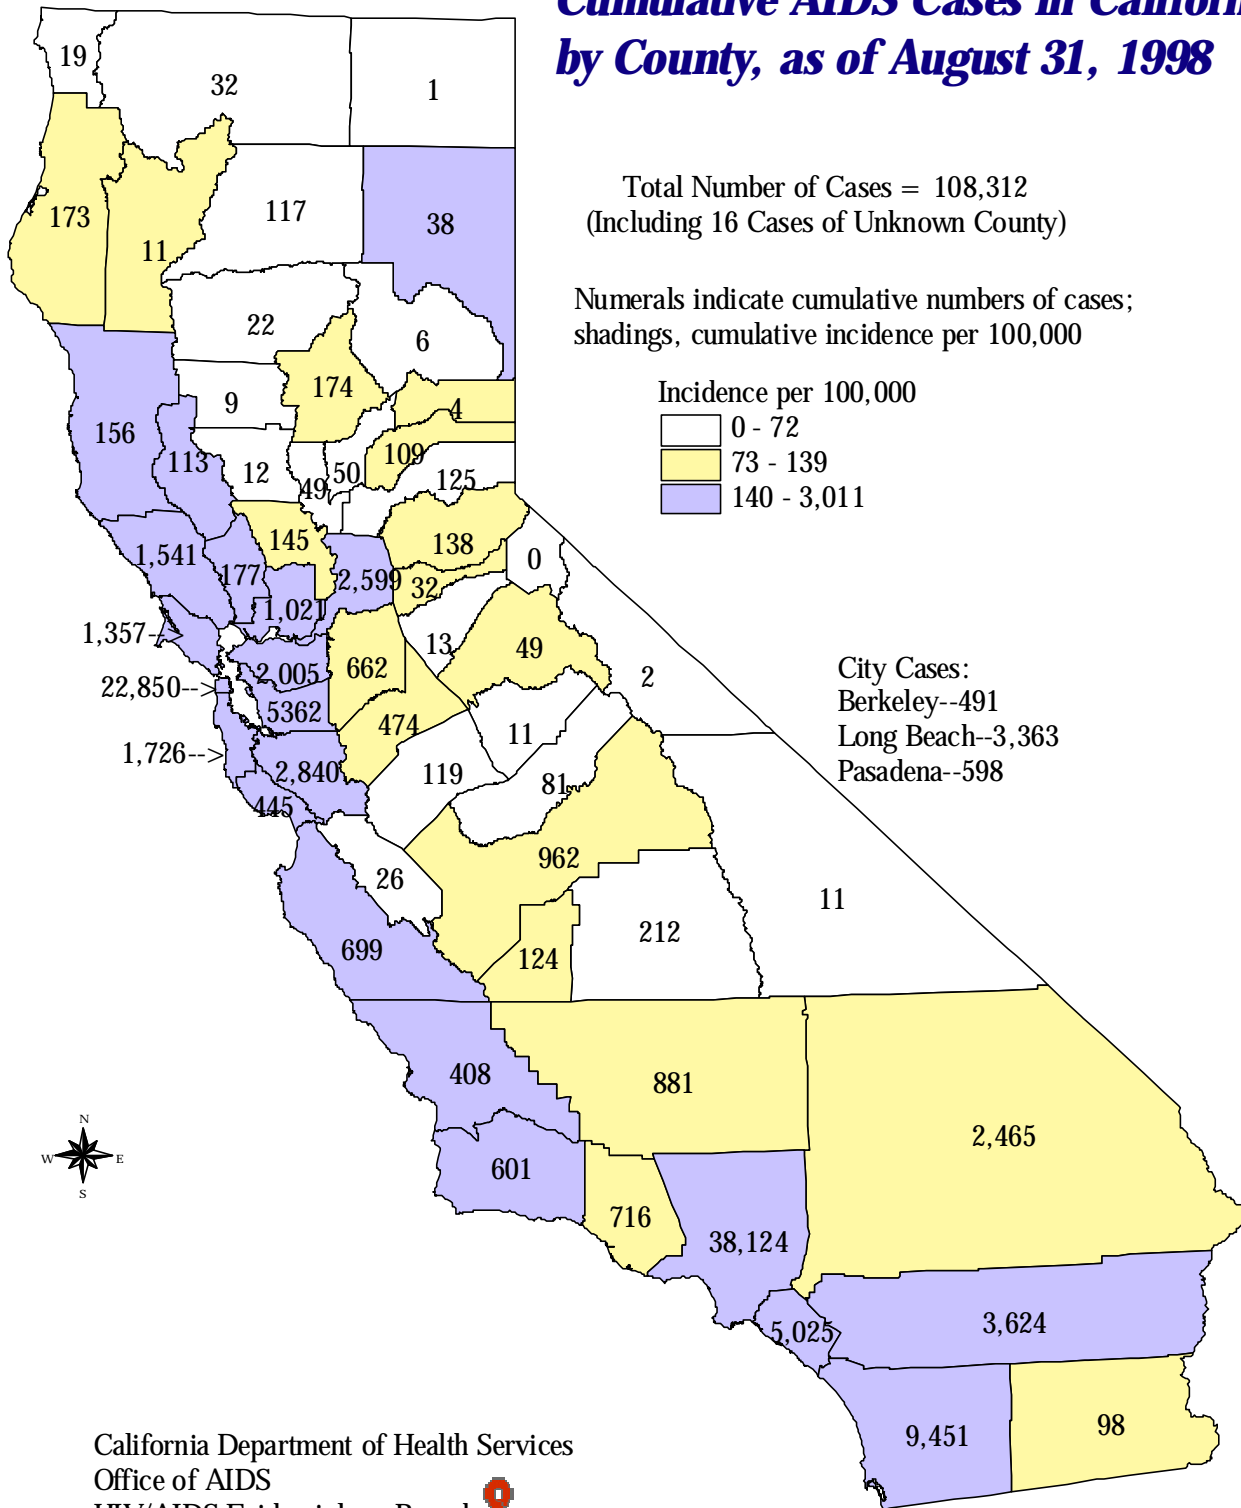 Cumulative AIDS Cases in Californ
by County, as of August 31, 1998
19
32
1
Total Number of Cases = 108,312
(Including 16 Cases of Unknown County)
173
11
117
38
Numerals indicate cumulative numbers of cases;
shadings, cumulative incidence per 100,000
22
6
Incidence per 100,000
0 - 72
73 - 139
140 - 3,011
174
9
4
156
113
12
49
50
109
125
1,541
177
145
1,021
2,599
138
32
0
1,357-->
2,005
662
13
49
2
City Cases:
Berkeley--491
Long Beach--3,363
Pasadena--598
22,850-->
5362
474
11
1,726-->
2,840
119
81
445
962
26
11
699
124
212
408
881
2,465
N
W
E
S
601
716
38,124
5,025
3,624
9,451
98
California Department of Health Services
Office of AIDS